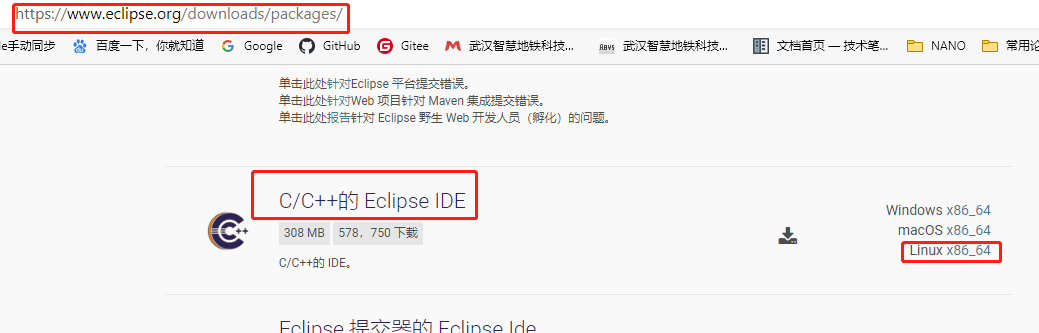 https://www.eclipse.org/downloads/packages/
le手动同步 百度一下，你就知道 Google GitHub Gitee 武汉智慧地铁科技... RBVS 武汉智慧地铁科技... 文档首页 — 技术笔... NANO 常用论
单击此处针对Eclipse 平台提交错误。
单击此处针对Web 项目针对 Maven 集成提交错误。
单击此处报告针对 Eclipse 野生 Web 开发人员（孵化）的问题。
C/C++的 Eclipse IDE
308 MB 578，750 下载
C/C++的 IDE。
C++
Windows x86_64
macOS x86_64
Linux x86_64
Eclipse 提交器的 Eclipse Ide